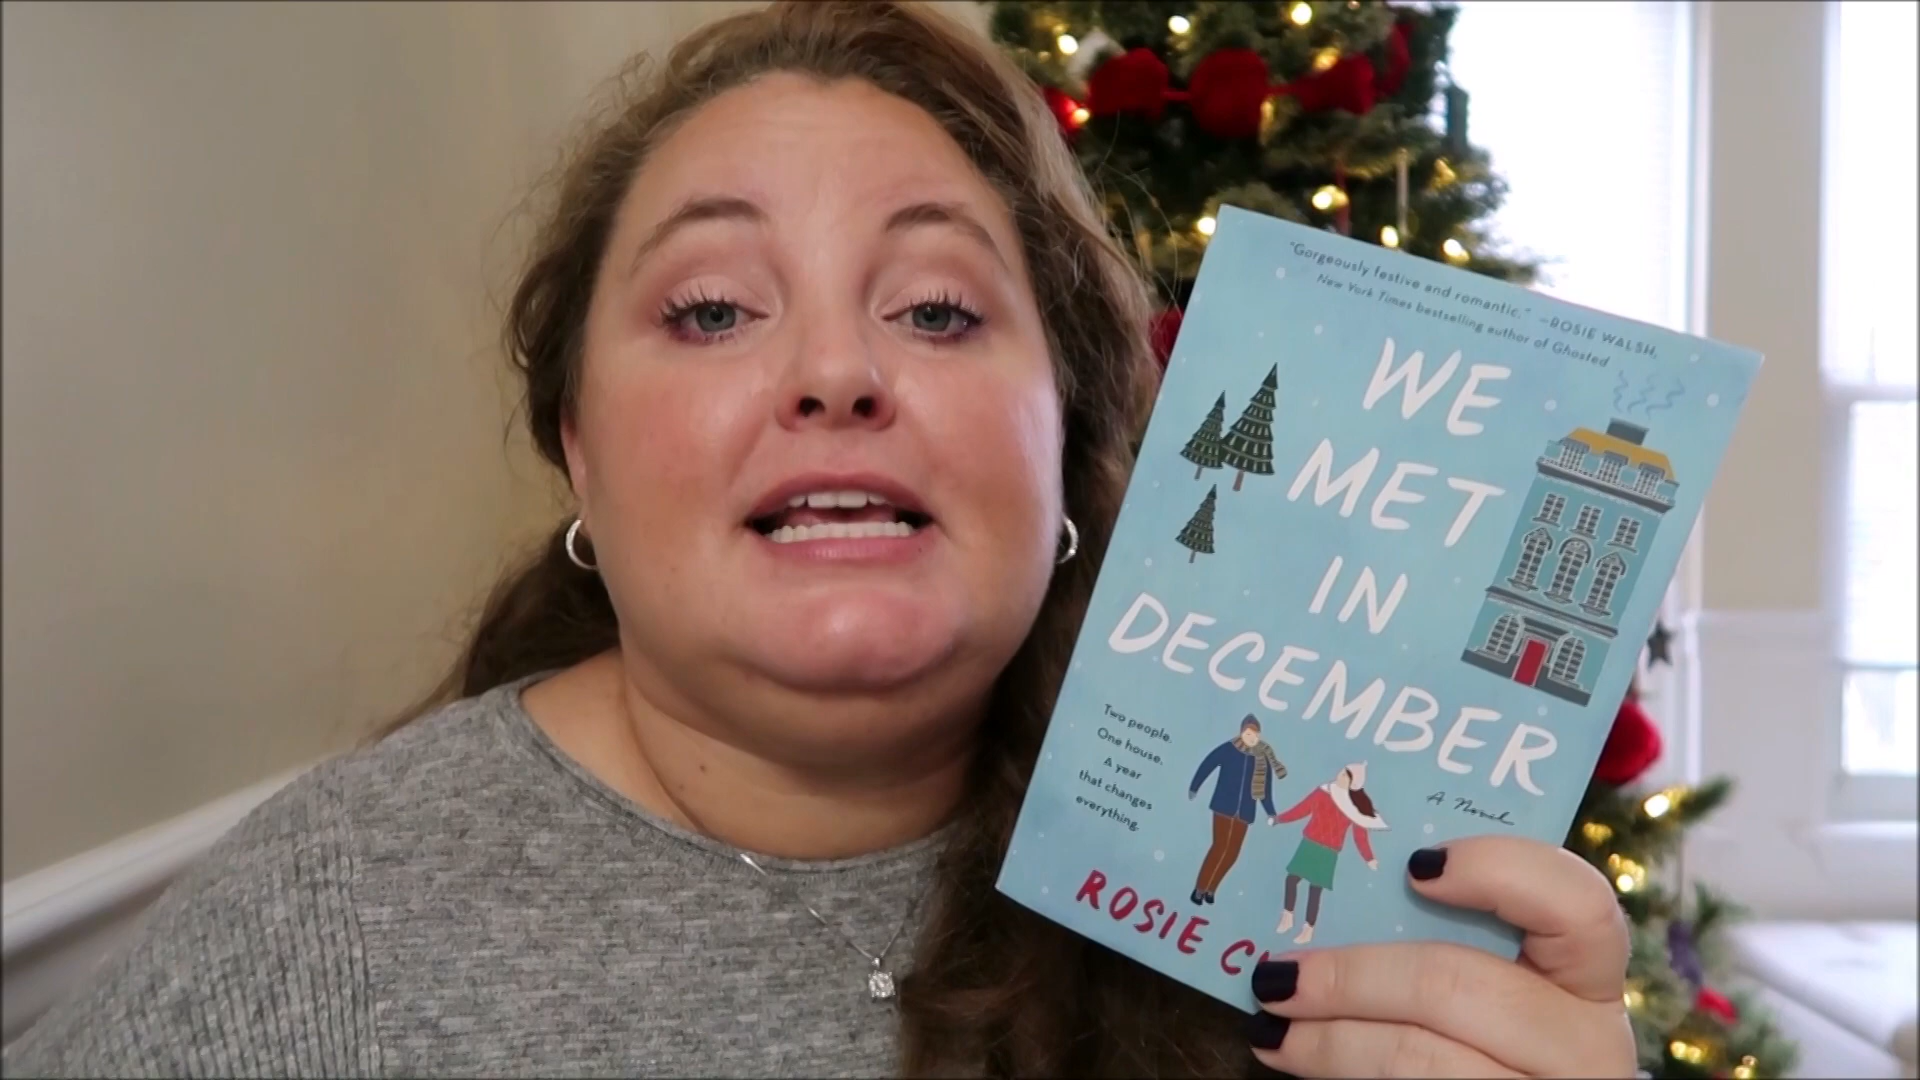 "Gorgeously festive and romantic." —ROSIE WALSH,
New York Times bestselling author of Ghosted
WE
MET
IN
DECEMBER
Two people.
One house.
A year
that changes
everything.
A Novel
ROSIE